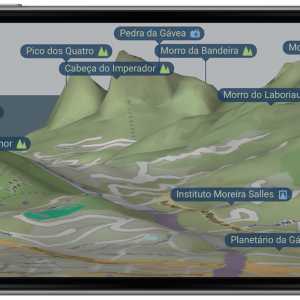 Pedra da Gávea
Pico dos Quatro
Morro da Bandeira
Mo
Cabeça do Imperador
Morro do Laboriau
nor
Instituto Moreira Salles
Planetário da Gá